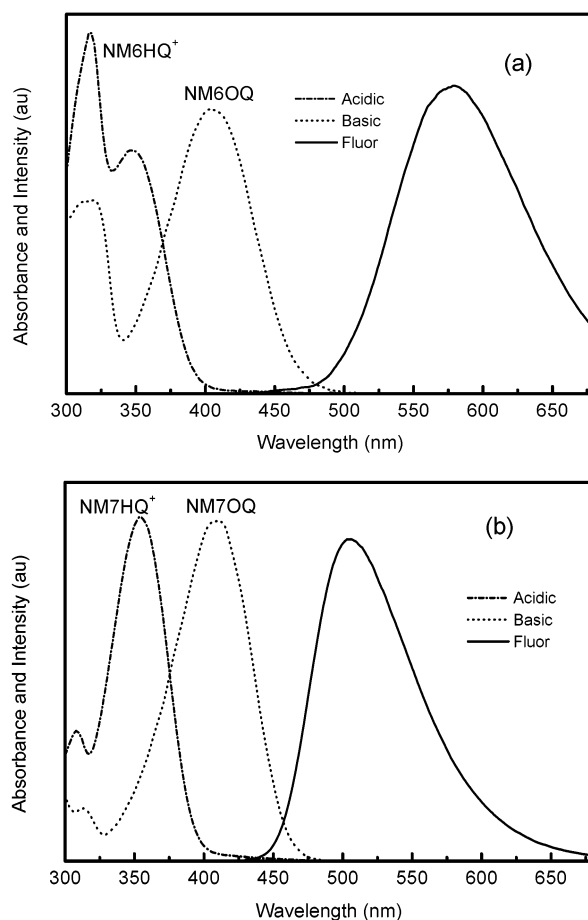 NM6HQ+
(a)
NM6OQ
Acidic
Basic
Fluor
Absorbance and Intensity (au)
300 350 400 450 500 550 600 650
Wavelength (nm)
NM7HQ+ NM7OQ
(b)
Acidic
Basic
Fluor
Absorbance and Intensity (au)
300 350 400 450 500 550 600 650
Wavelength (nm)